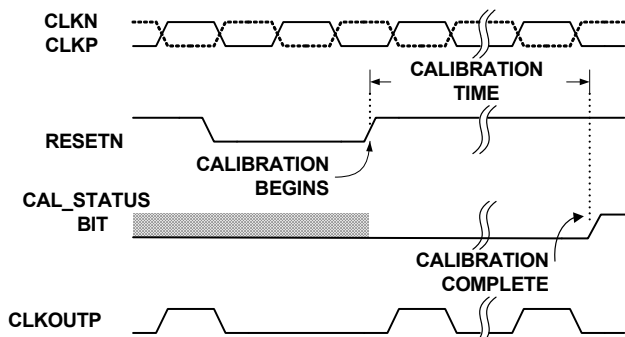 CLKN
CLKP
CALIBRATION
TIME
RESETN
CALIBRATION
BEGINS
CAL_STATUS
BIT
CALIBRATION
COMPLETE
CLKOUTP